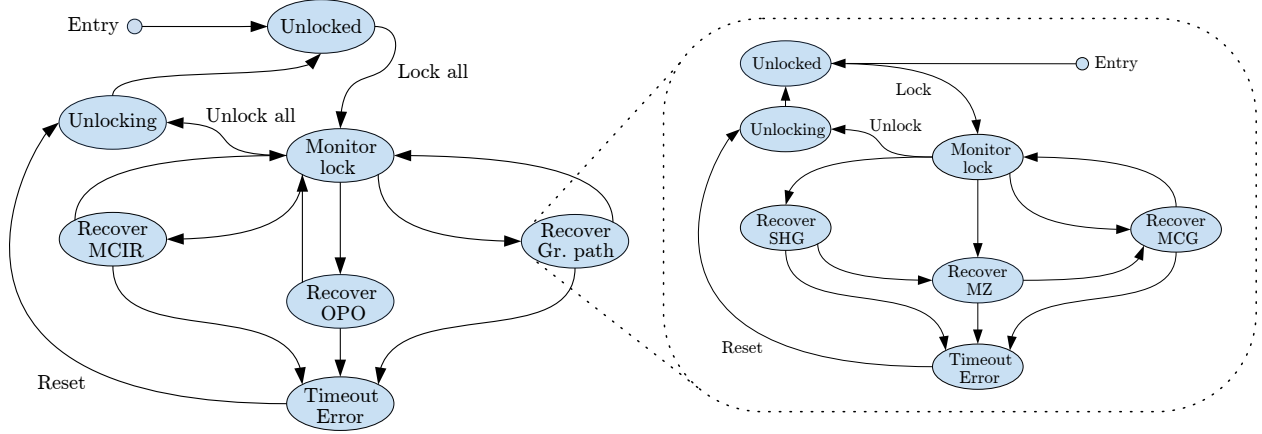 Entry
Unlocked
Lock all
Unlocking
Unlock all
Monitor
lock
Recover
MCIR
Recover
Gr. path
Recover
OPO
Reset
Timeout
Error
Unlocked
Entry
Lock
Unlocking
Unlock
Monitor
lock
Recover
SHG
Recover
MCG
Recover
MZ
Reset
Timeout
Error